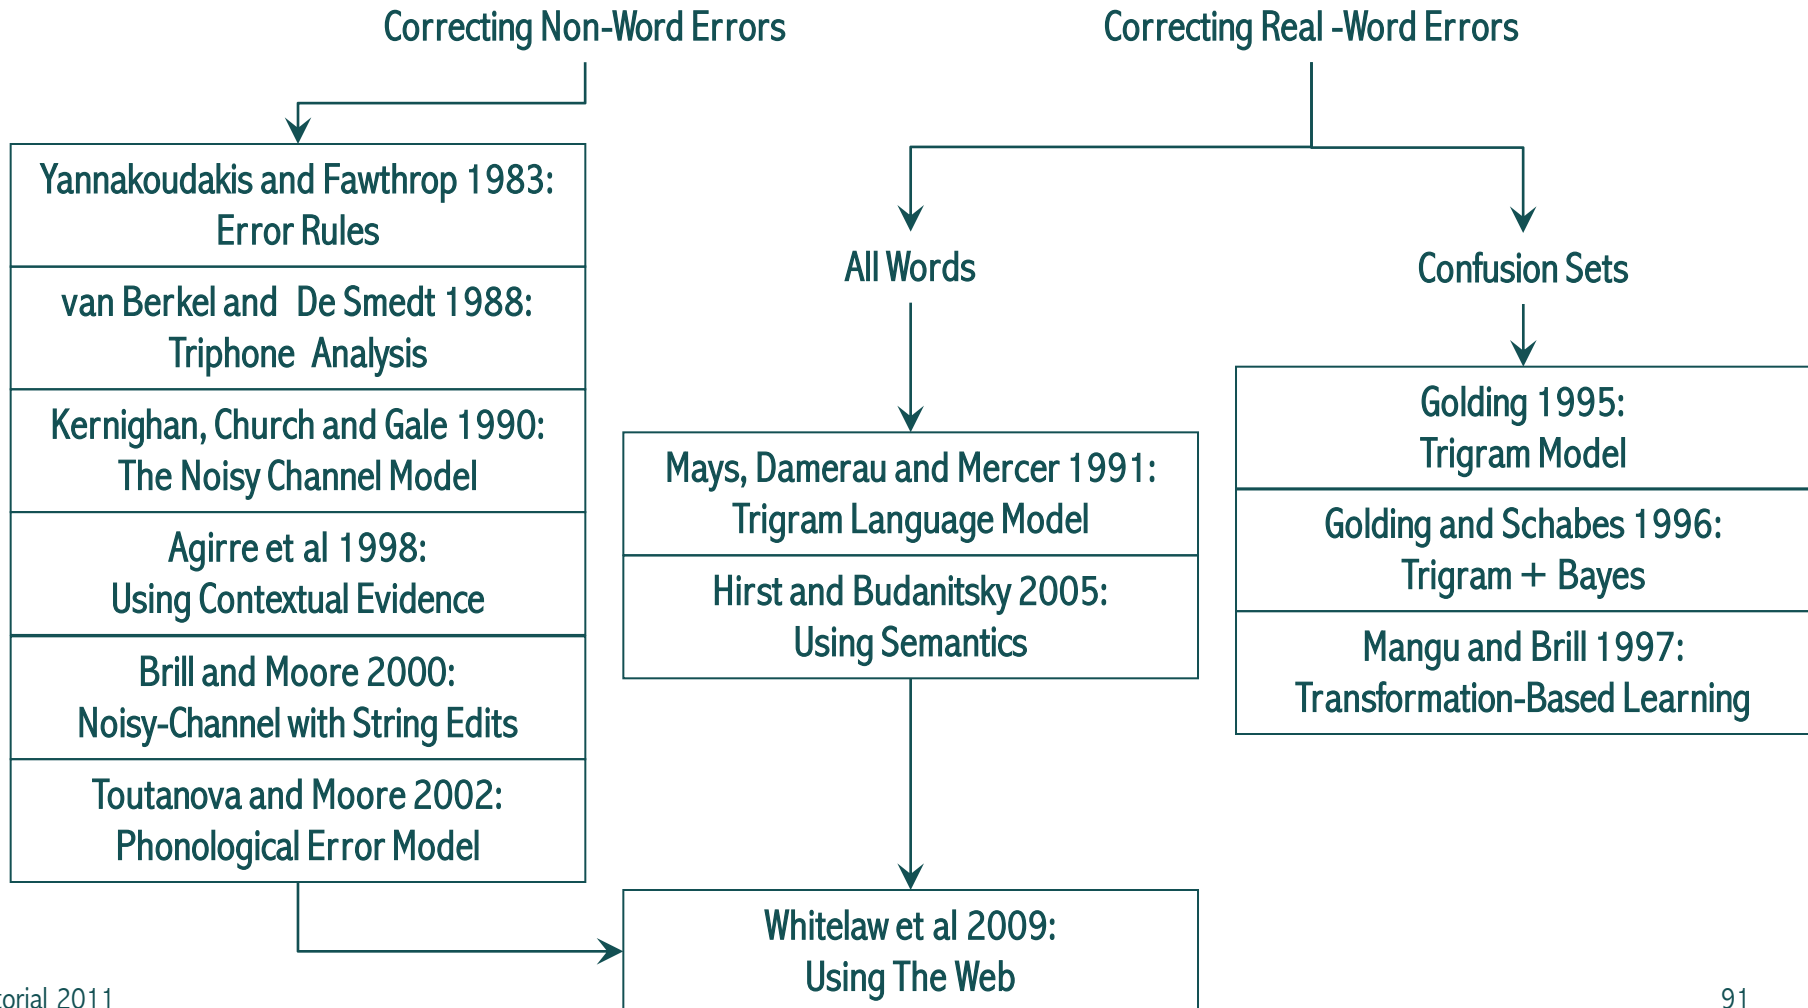 Correcting Non-Word Errors
Correcting Real -Word Errors
Yannakoudakis and Fawthrop 1983:
Error Rules
van Berkel and De Smedt 1988:
Triphone Analysis
Kernighan, Church and Gale 1990:
The Noisy Channel Model
Agirre et al 1998:
Using Contextual Evidence
Brill and Moore 2000:
Noisy-Channel with String Edits
Toutanova and Moore 2002:
Phonological Error Model
All Words
Mays, Damerau and Mercer 1991:
Trigram Language Model
Hirst and Budanitsky 2005:
Using Semantics
Whitelaw et al 2009:
Using The Web
Confusion Sets
Golding 1995:
Trigram Model
Golding and Schabes 1996:
Trigram + Bayes
Mangu and Brill 1997:
Transformation-Based Learning
2011
91